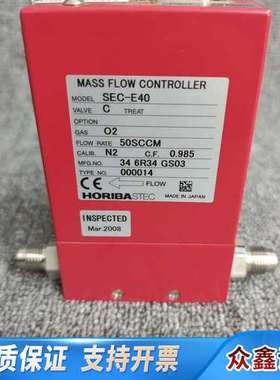 MASS FLOW CONTROLLER
MODEL SEC-E40
VALVE C TREAT
OPTION
GAS O2
FLOW RATE 50SCCM
CALIB. N2 C.F. 0.985
MFG NO. 34 6R34 GS03
TYPE NO. 000014
CE FLOW
HORIBASTEC MADE IN JAPAN
INSPECTED
Mar.2008
质保证 支持开票 众鑫